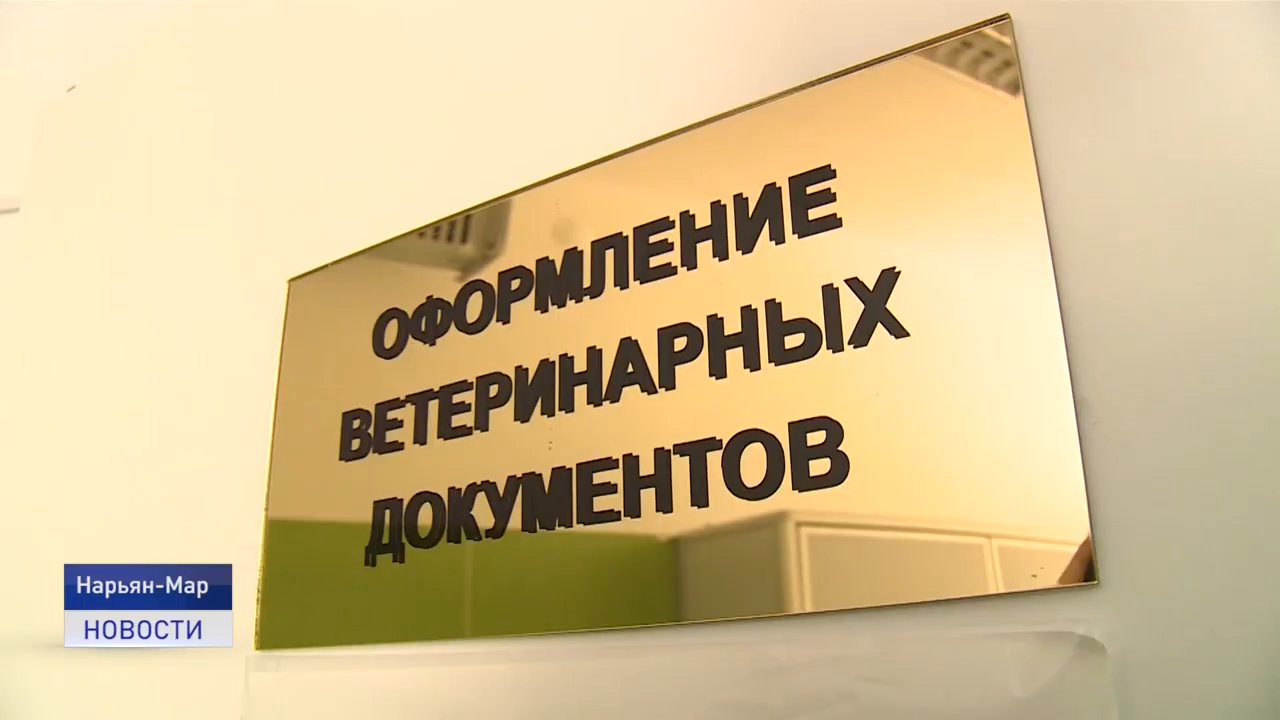 ОФОРМЛЕНИЕ
ВЕТЕРИНАРНЫХ
ДОКУМЕНТОВ
Нарьян-Мар
НОВОСТИ